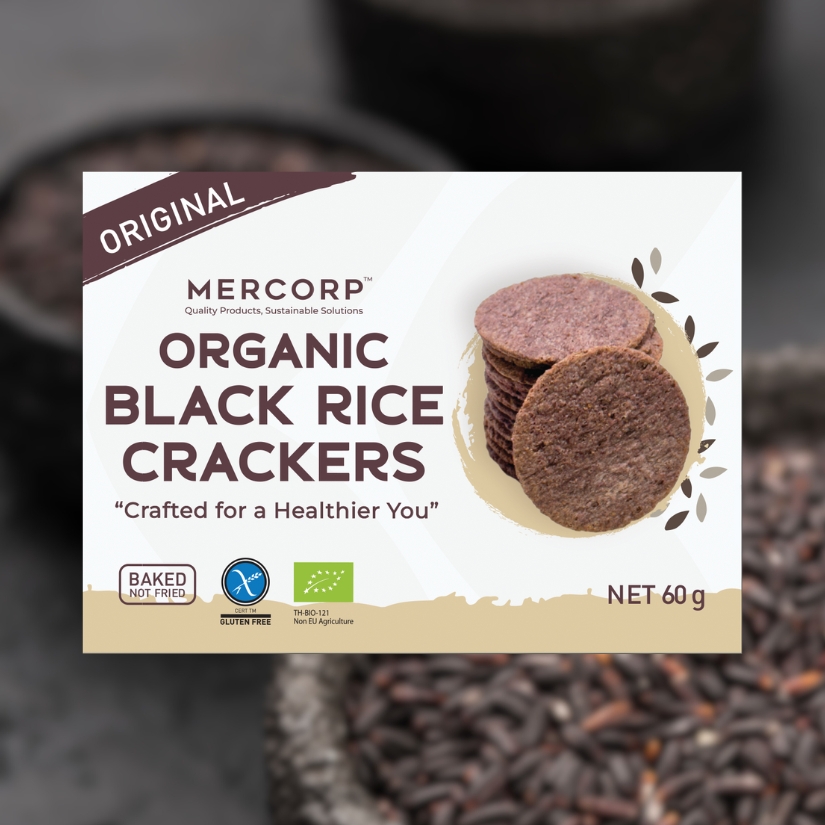 ORIGINAL
MERCORP™
Quality Products, Sustainable Solutions
ORGANIC
BLACK RICE
CRACKERS
“Crafted for a Healthier You”
BAKED
NOT FRIED
CERT TM
GLUTEN FREE
TH-BIO-121
Non EU Agriculture
NET 60 g